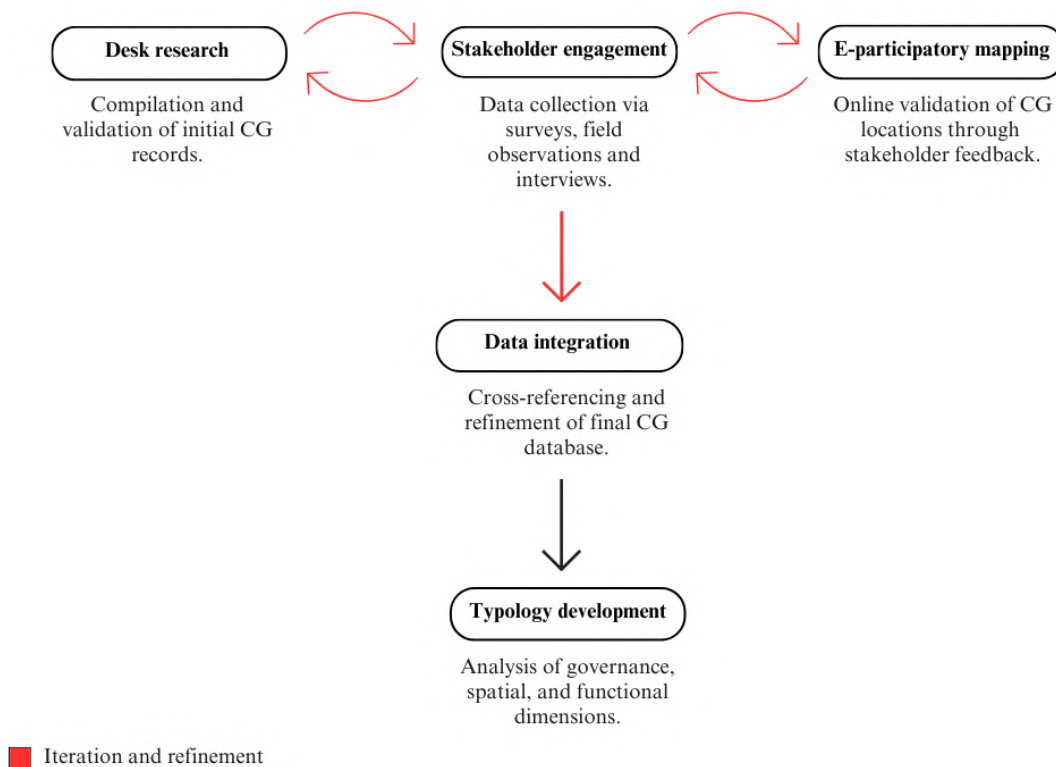 Desk research
Stakeholder engagement
E-participatory mapping
Compilation and
validation of initial CG
records.
Data collection via
surveys, field
observations and
interviews.
Online validation of CG
locations through
stakeholder feedback.
Data integration
Cross-referencing and
refinement of final CG
database.
Typology development
Analysis of governance,
spatial, and functional
dimensions.
Iteration and refinement